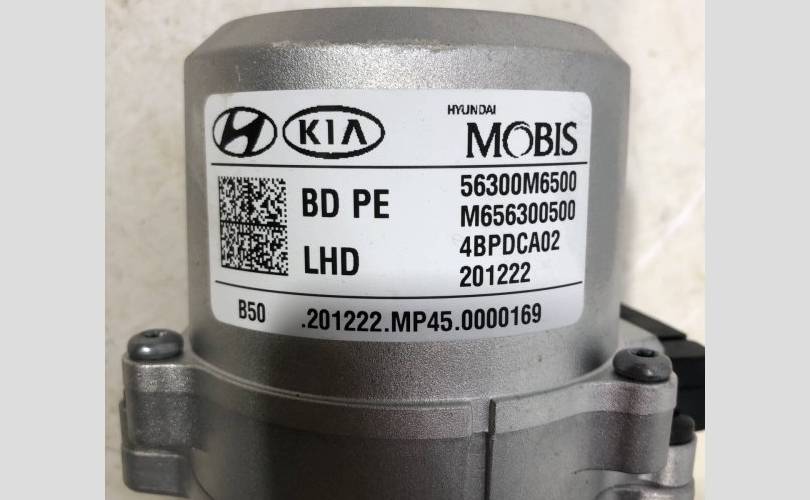 KIA
HYUNDAI
MOBIS
BD PE
LHD
56300M6500
M656300500
4BPDCA02
201222
B50 .201222.MP45.0000169